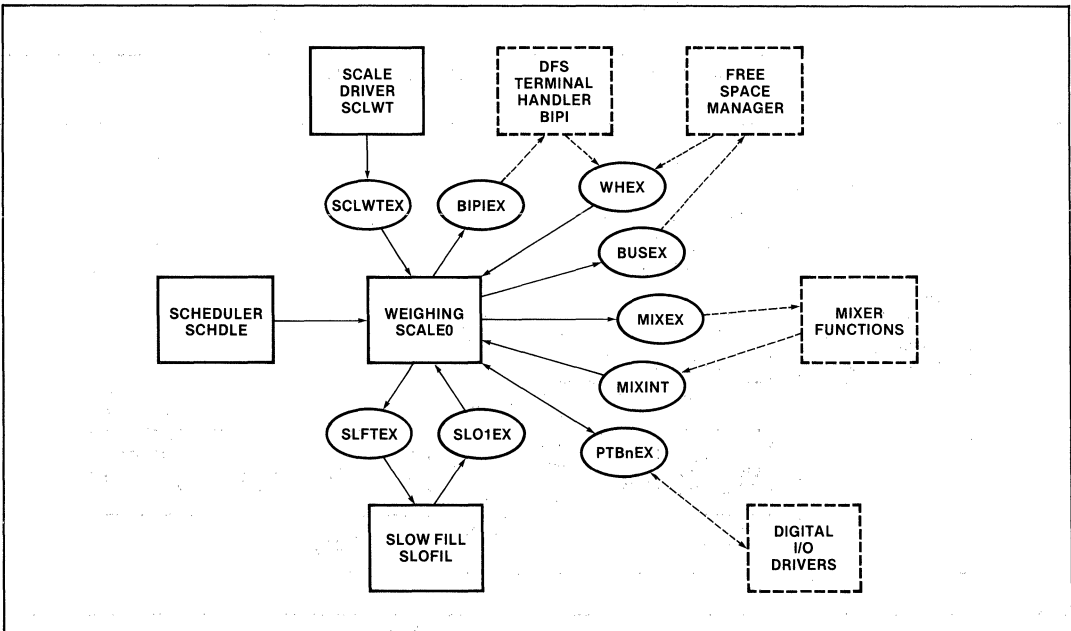 SCALE
DRIVER
SCLWT
DFS
TERMINAL
HANDLER
BIPI
FREE
SPACE
MANAGER
SCLWTEX
BIPIEX
WHEX
BUSEX
SCHEDULER
SCHDLE
WEIGHING
SCALE0
MIXEX
MIXER
FUNCTIONS
MIXINT
SLFTEX
SLO1EX
PTBnEX
SLOW FILL
SLOFIL
DIGITAL
I/O
DRIVERS